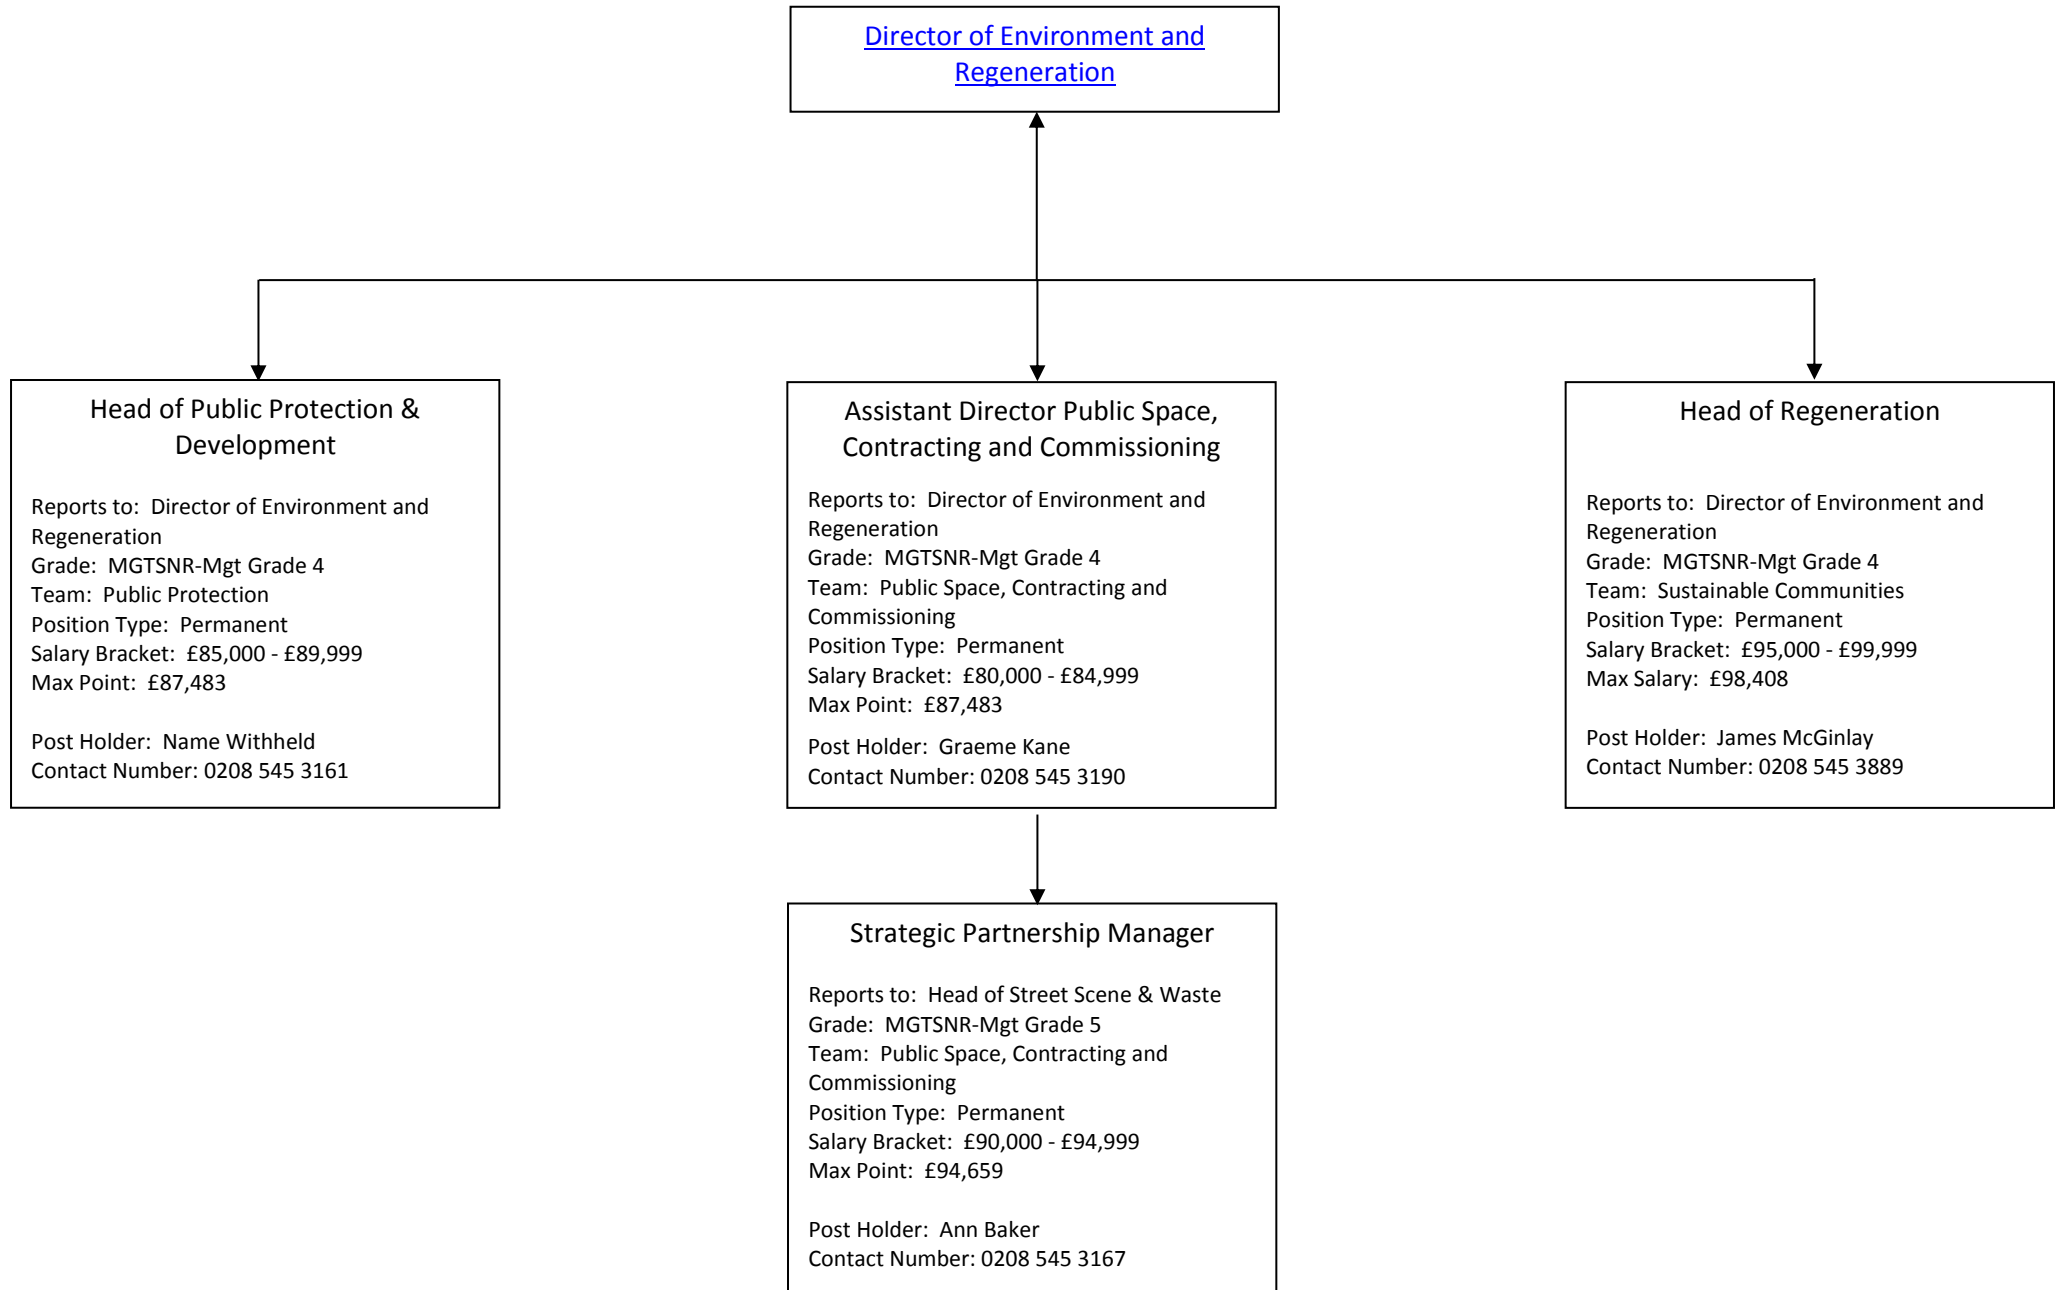 Director of Environment and
Regeneration
Head of Public Protection &
Development
Reports to:  Director of Environment and
Regeneration
Grade:  MGTSNR-Mgt Grade 4
Team:  Public Protection
Position Type:  Permanent
Salary Bracket:  £85,000 - £89,999
Max Point:  £87,483
Post Holder:  Name Withheld
Contact Number: 0208 545 3161
Assistant Director Public Space,
Contracting and Commissioning
Reports to:  Director of Environment and
Regeneration
Grade:  MGTSNR-Mgt Grade 4
Team:  Public Space, Contracting and
Commissioning
Position Type:  Permanent
Salary Bracket:  £80,000 - £84,999
Max Point:  £87,483
Post Holder:  Graeme Kane
Contact Number: 0208 545 3190
Head of Regeneration
Reports to:  Director of Environment and
Regeneration
Grade:  MGTSNR-Mgt Grade 4
Team:  Sustainable Communities
Position Type:  Permanent
Salary Bracket:  £95,000 - £99,999
Max Salary:  £98,408
Post Holder:  James McGinlay
Contact Number: 0208 545 3889
Strategic Partnership Manager
Reports to:  Head of Street Scene & Waste
Grade:  MGTSNR-Mgt Grade 5
Team:  Public Space, Contracting and
Commissioning
Position Type:  Permanent
Salary Bracket:  £90,000 - £94,999
Max Point:  £94,659
Post Holder:  Ann Baker
Contact Number: 0208 545 3167